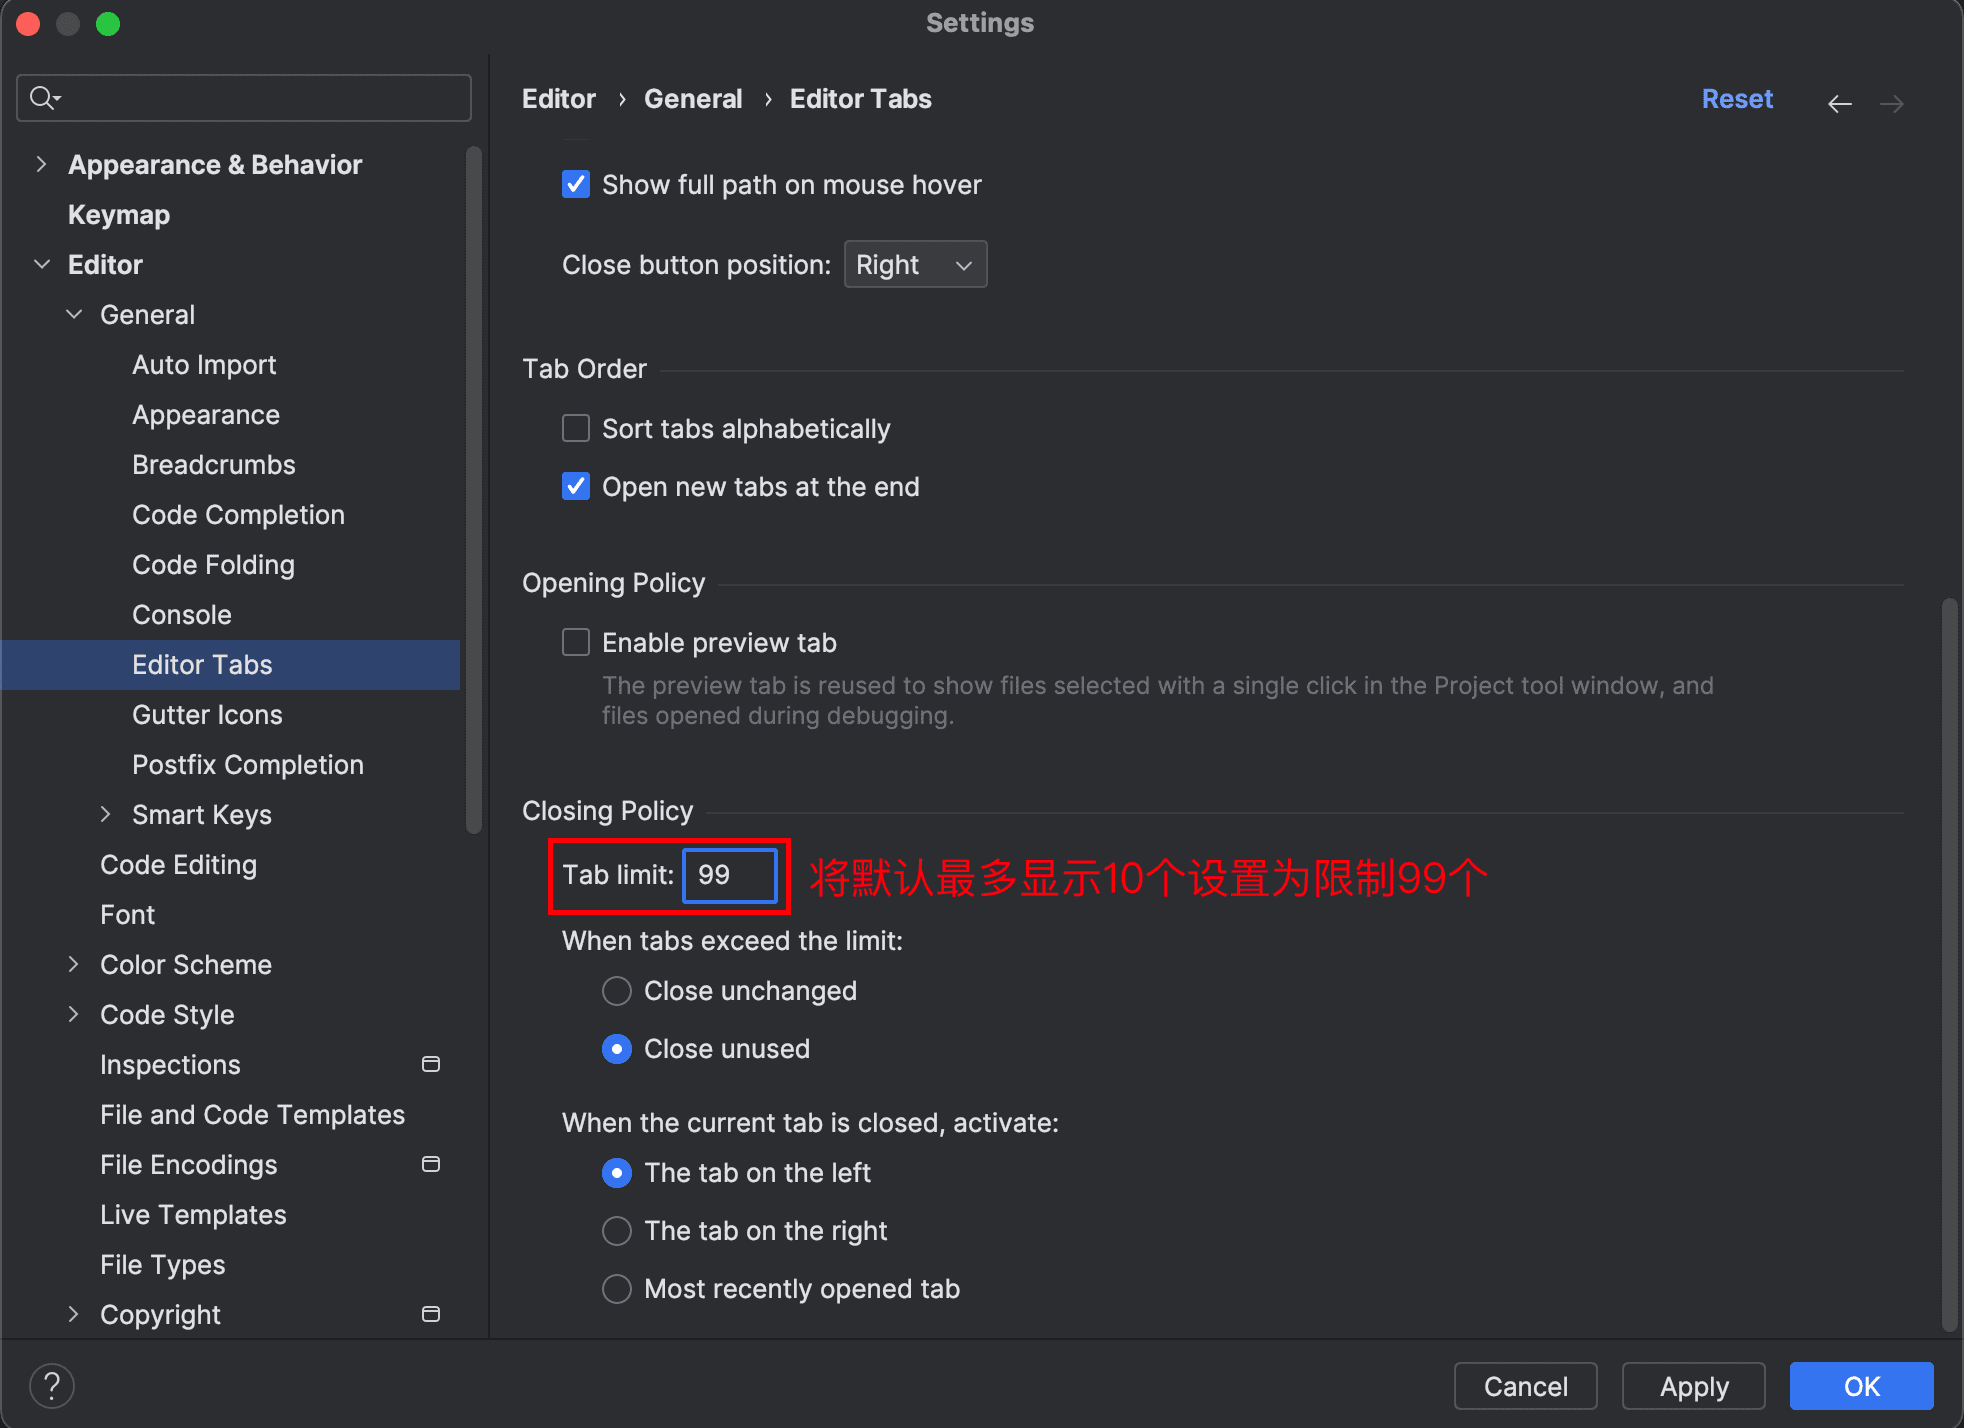 Settings
Editor › General › Editor Tabs
Reset
Appearance & Behavior
Keymap
Editor
General
Auto Import
Appearance
Breadcrumbs
Code Completion
Code Folding
Console
Editor Tabs
Gutter Icons
Postfix Completion
Smart Keys
Code Editing
Font
Color Scheme
Code Style
Inspections
File and Code Templates
File Encodings
Live Templates
File Types
Copyright
Show full path on mouse hover
Close button position: Right
Tab Order
Sort tabs alphabetically
Open new tabs at the end
Opening Policy
Enable preview tab
The preview tab is reused to show files selected with a single click in the Project tool window, and
files opened during debugging.
Closing Policy
Tab limit: 99 将默认最多显示10个设置为限制99个
When tabs exceed the limit:
Close unchanged
Close unused
When the current tab is closed, activate:
The tab on the left
The tab on the right
Most recently opened tab
?
Cancel
Apply
OK